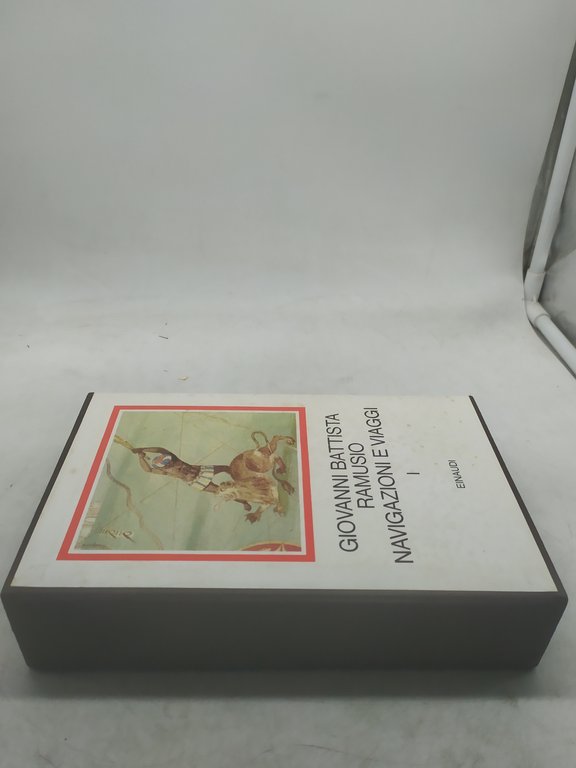 GIOVANNI BATTISTA
RAMUSIO
NAVIGAZIONI E VIAGGI
I
EINAUDI